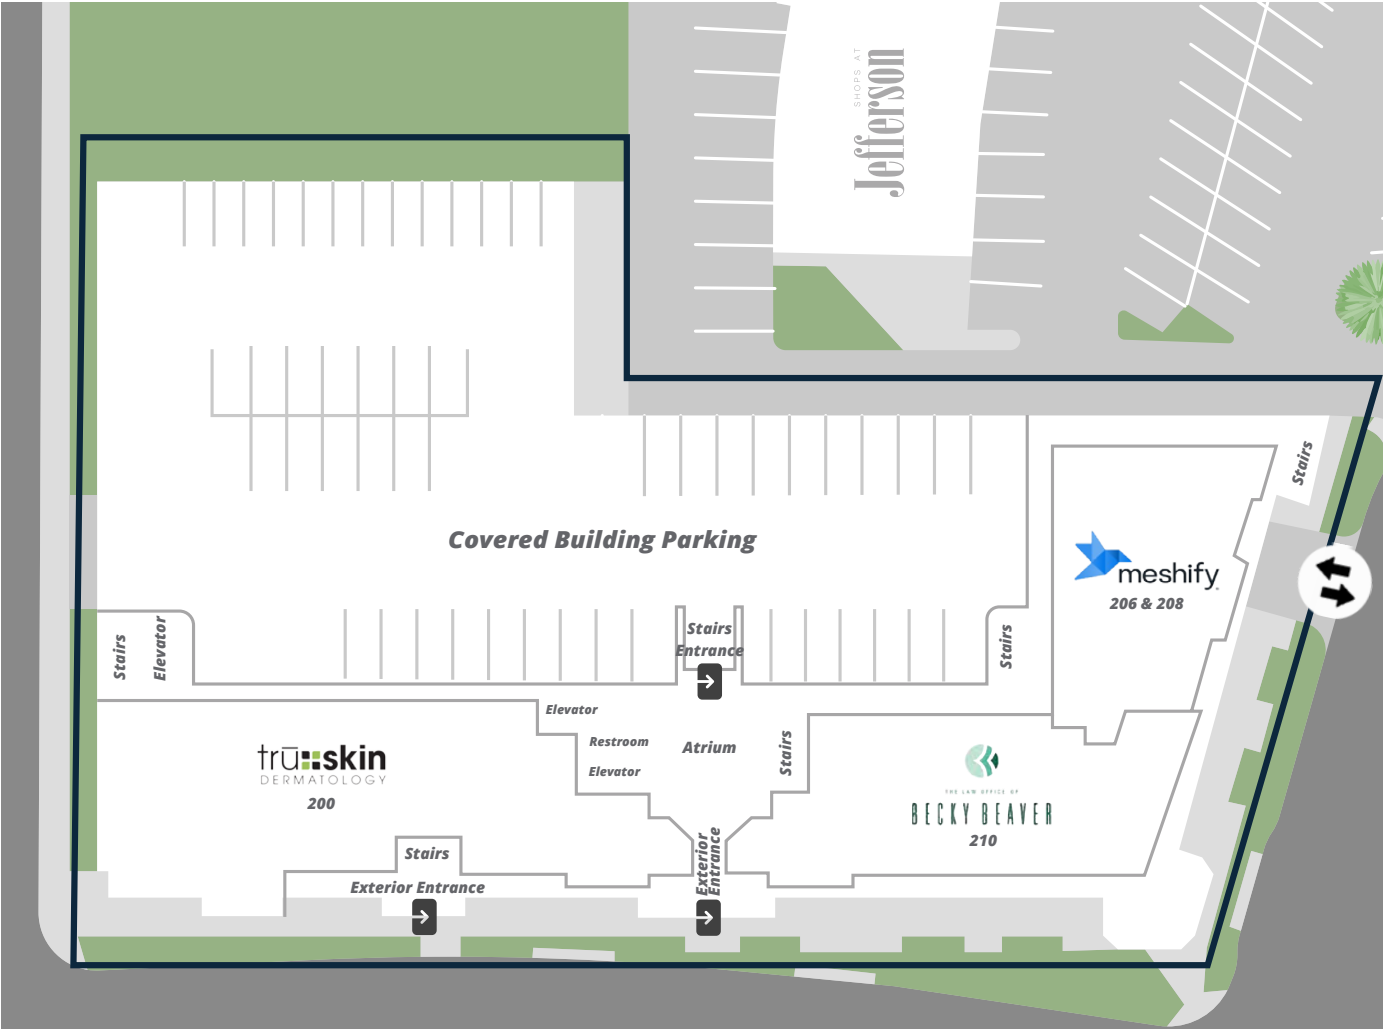 SHOPS AT
Jefferson
Stairs
Covered Building Parking
meshify
206 & 208
Stairs
Elevator
Stairs
Entrance
Stairs
Elevator
Restroom
Atrium
Elevator
Stairs
trū skin
DERMATOLOGY
200
THE LAW OFFICE OF
BECKY BEAVER
210
Stairs
Exterior Entrance
Exterior
Entrance